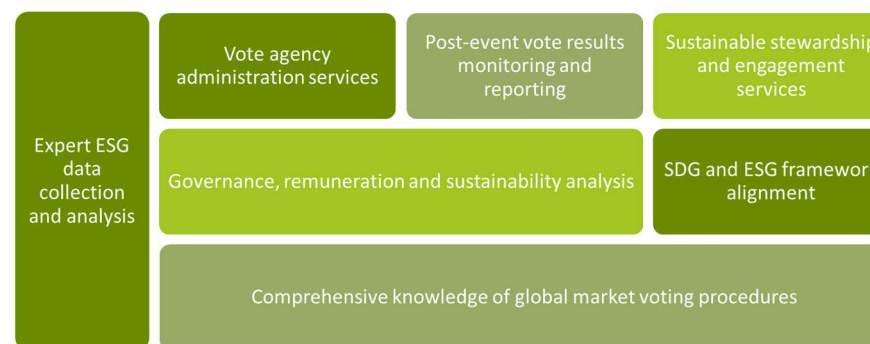 Expert ESG
data
collection
and analysis
Vote agency
administration services
Post-event vote results
monitoring and
reporting
Sustainable stewardship
and engagement
services
Governance, remuneration and sustainability analysis
SDG and ESG framewor
alignment
Comprehensive knowledge of global market voting procedures